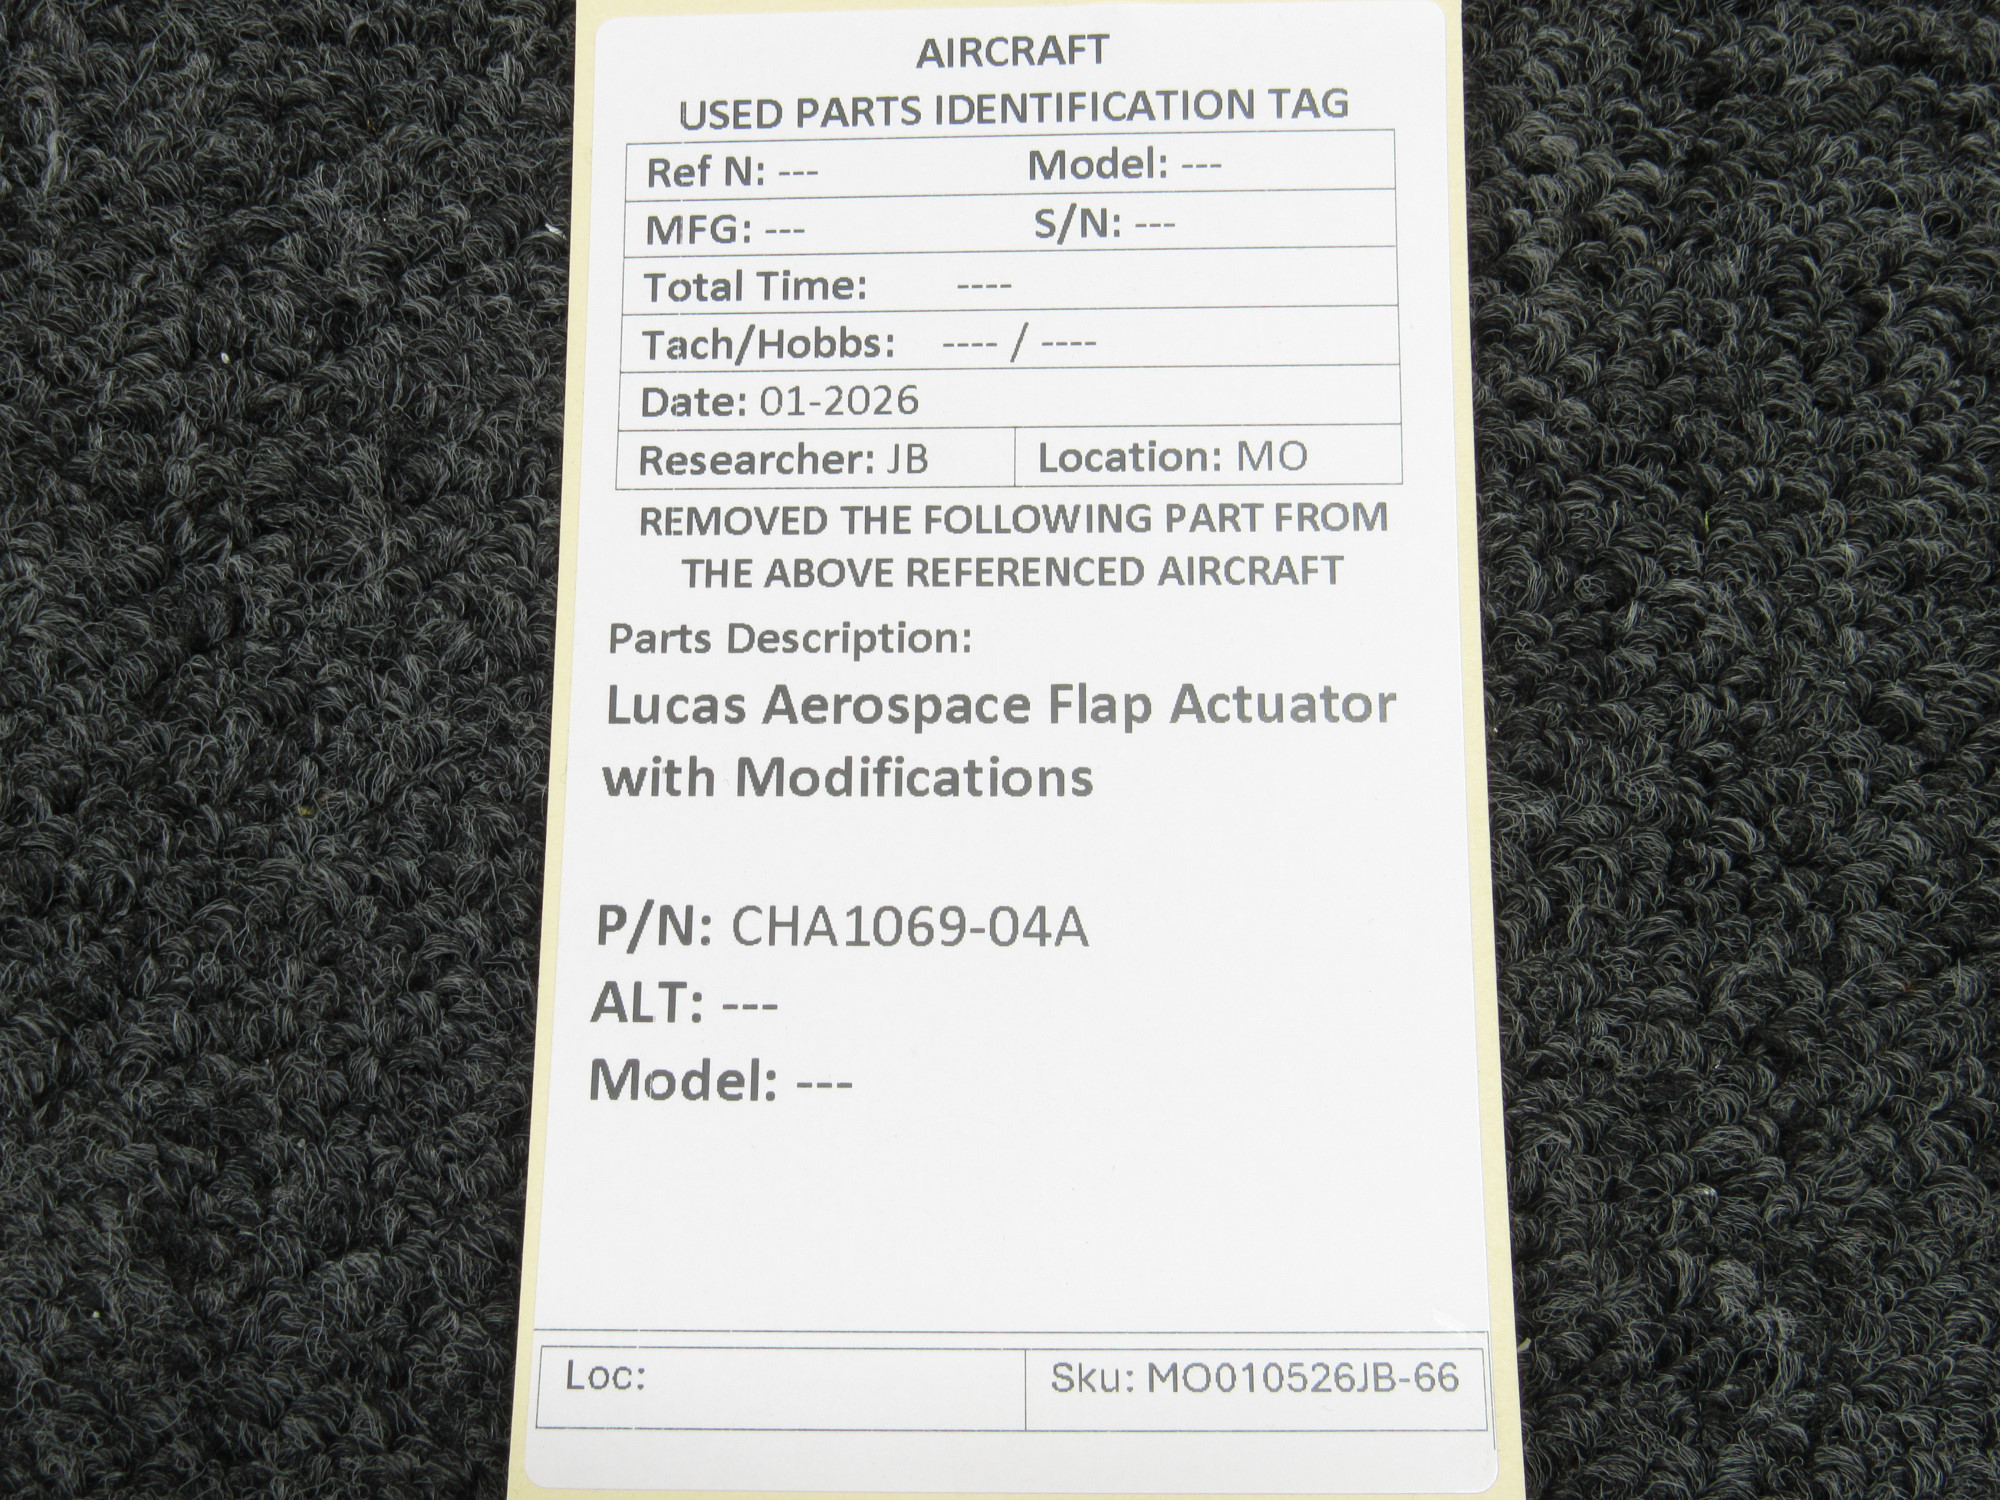 AIRCRAFT
USED PARTS IDENTIFICATION TAG
Ref N: --- Model: ---
MFG: --- S/N: ---
Total Time: ----
Tach/Hobbs: ---- / ----
Date: 01-2026
Researcher: JB Location: MO
REMOVED THE FOLLOWING PART FROM
THE ABOVE REFERENCED AIRCRAFT
Parts Description:
Lucas Aerospace Flap Actuator
with Modifications
P/N: CHA1069-04A
ALT: ---
Model: ---
Loc: Sku: MO010526JB-66